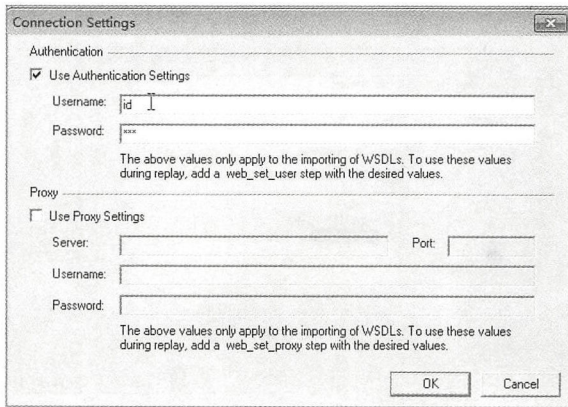 Connection Settings
Authentication
Use Authentication Settings
Username: id
Password: ***
The above values only apply to the importing of WSDLs. To use these values
during replay, add a web_set_user step with the desired values.
Proxy
Use Proxy Settings
Server: Port:
Username:
Password:
The above values only apply to the importing of WSDLs. To use these values
during replay, add a web_set_proxy step with the desired values.
OK Cancel